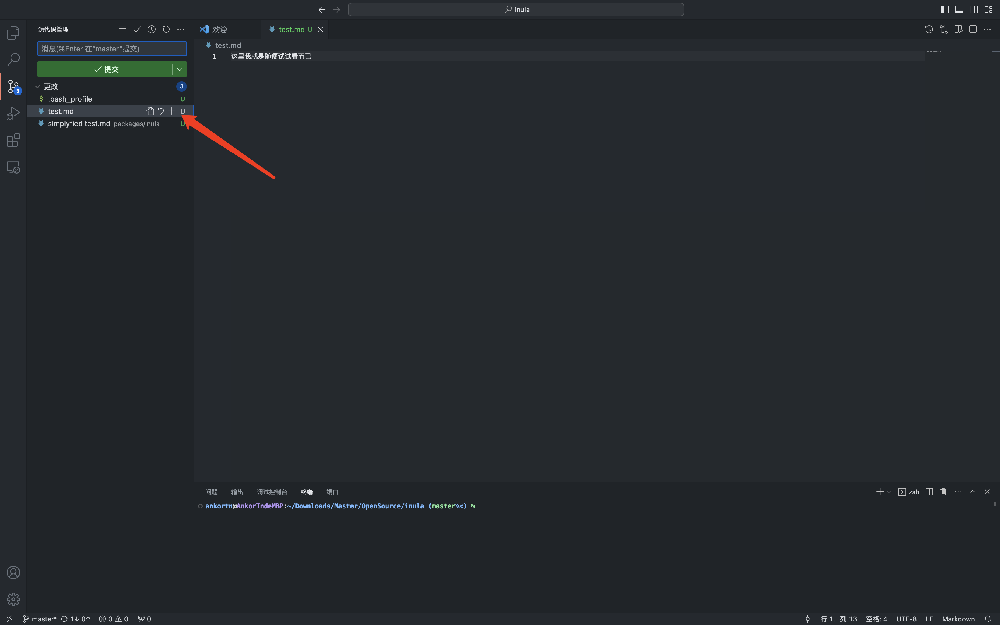 inula
源代码管理
欢迎
test.md U
消息(⌘Enter 在“master”提交)
test.md
1 这里我就是随便试试看而已
提交
3
更改 3
$ .bash_profile U
test.md U
simplyfied test.md packages/inula U
问题 输出 调试控制台 终端 端口
zsh
ankortn@AnkorTndeMBP:~/Downloads/Master/OpenSource/inula (master%<) %
master* 1↓ 0↑ 0 0 0
行 1，列 13 空格: 4 UTF-8 LF Markdown